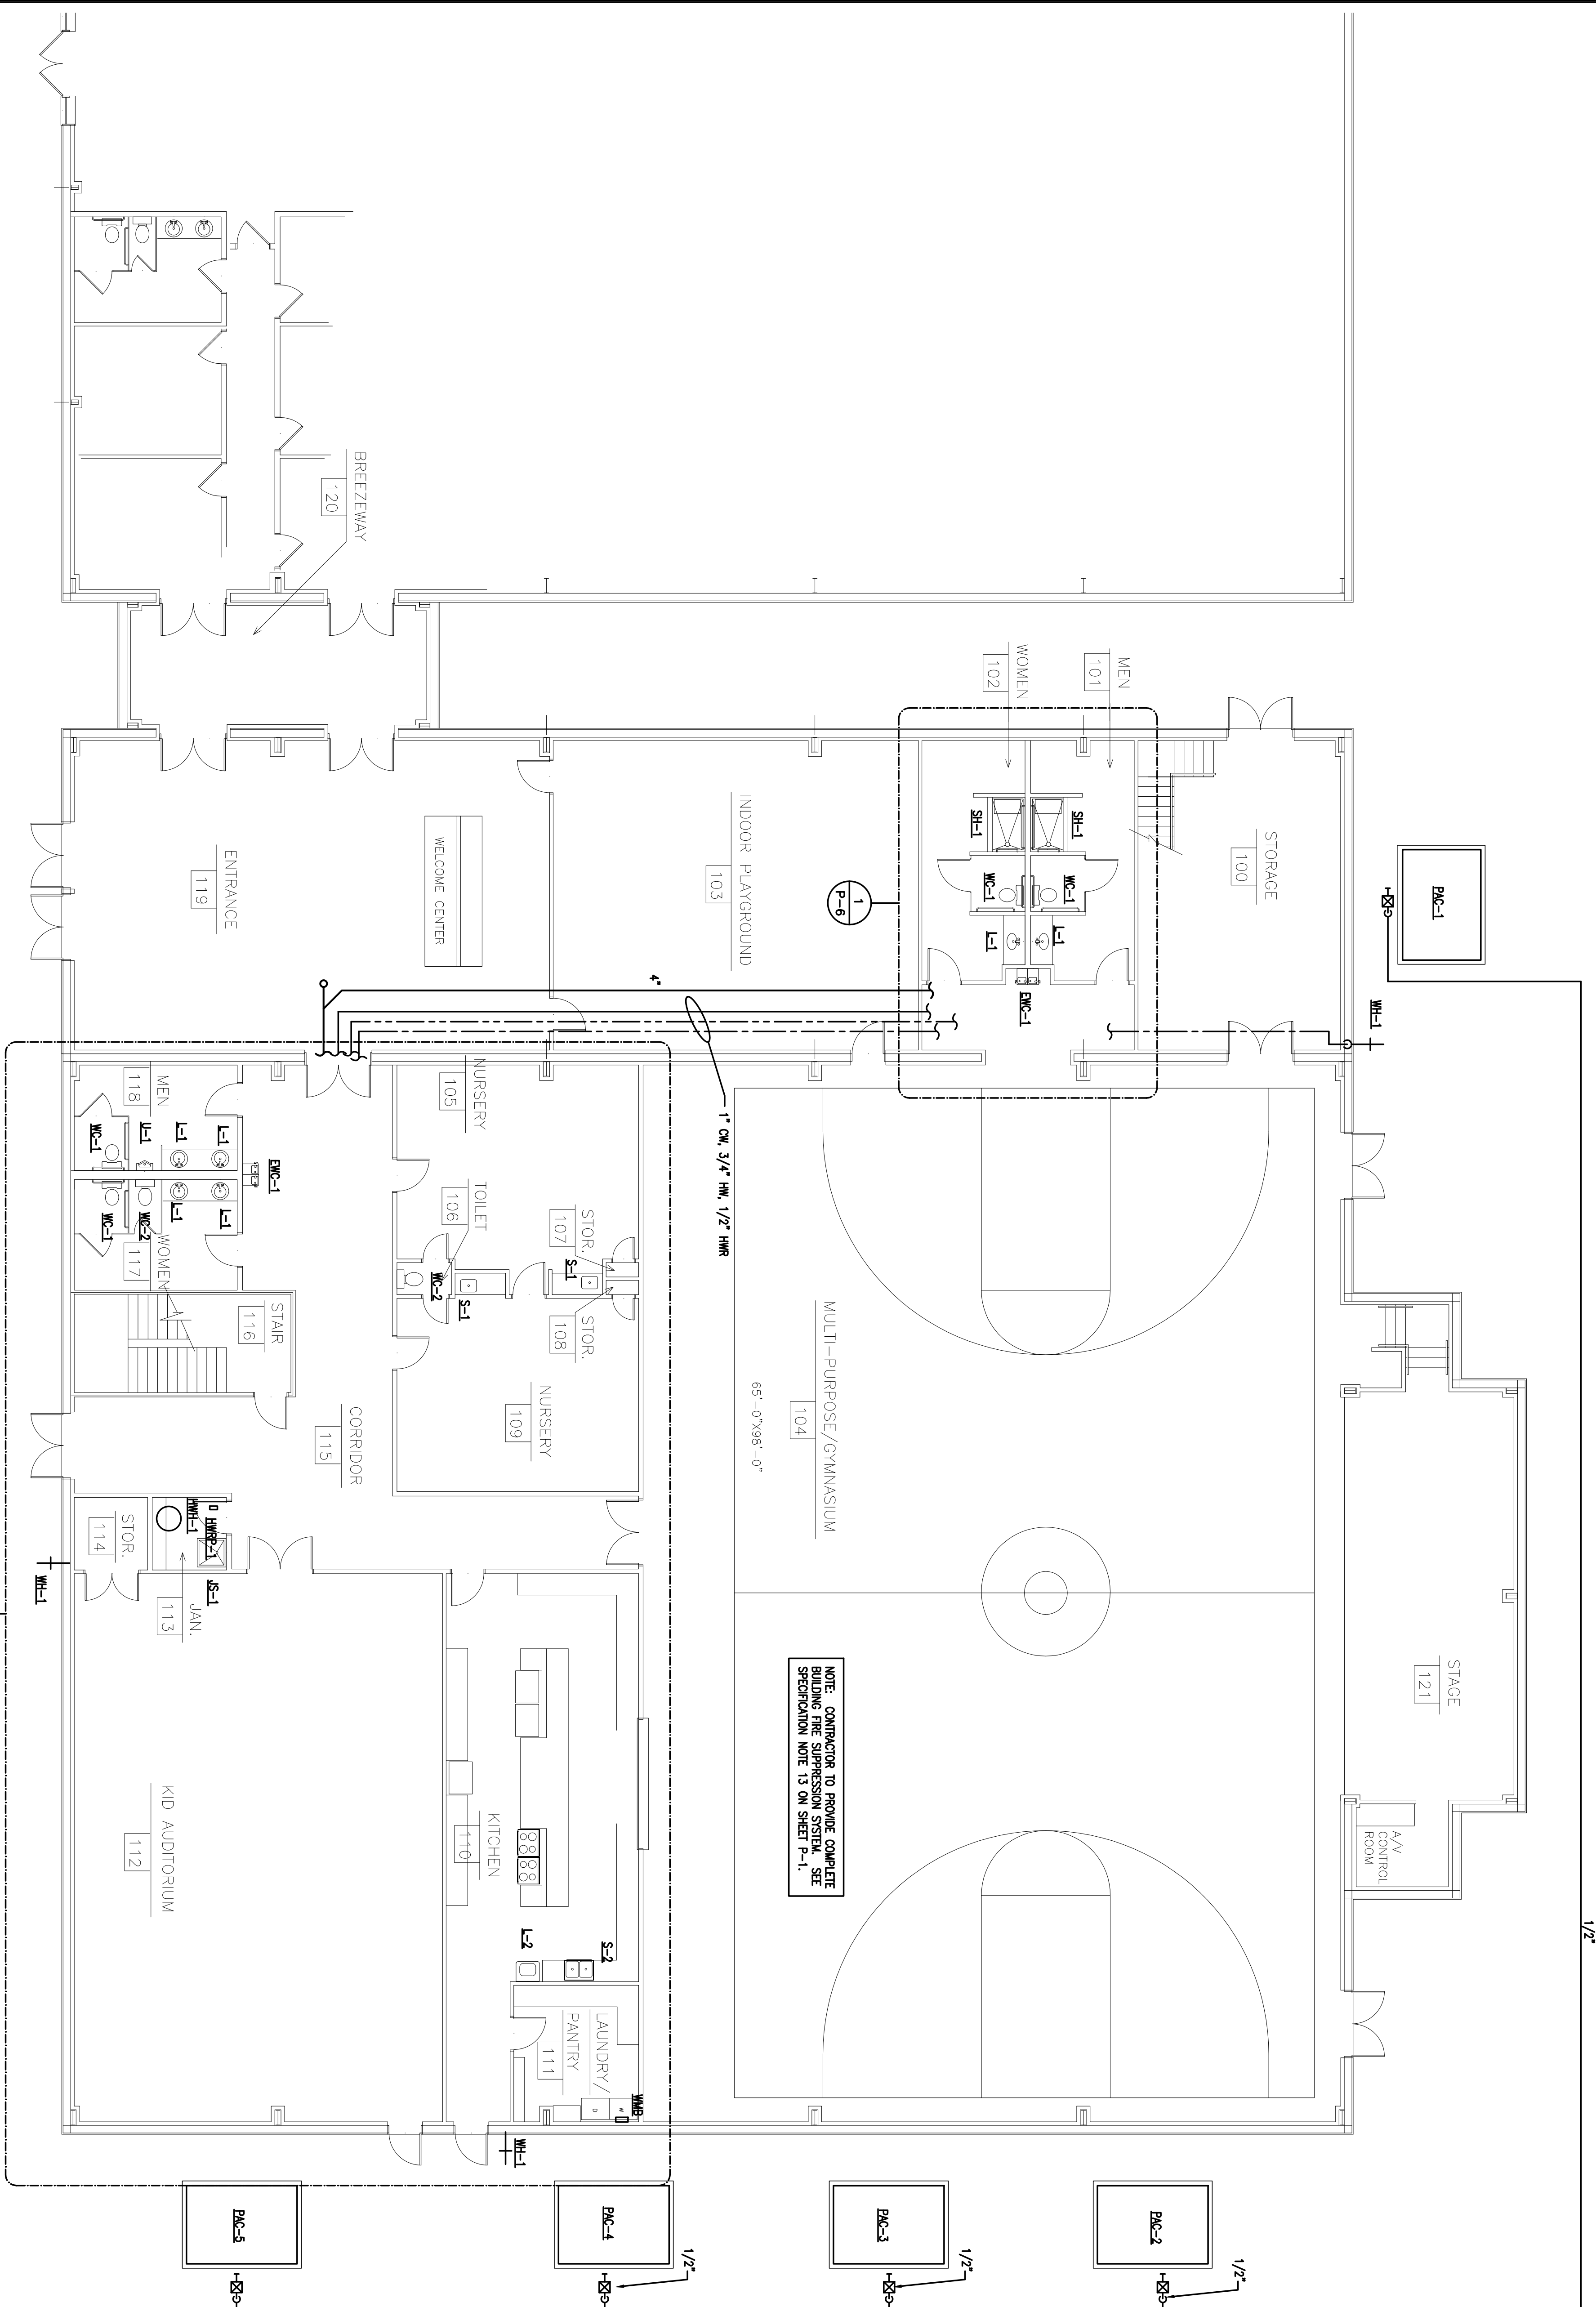 BREEZEWAY
120
MEN
101
WOMEN
102
STORAGE
100
PAC-1
WH-1
SH-1
SH-1
WC-1
WC-1
L-1
L-1
EWC-1
1
P-6
INDOOR PLAYGROUND
103
WELCOME CENTER
ENTRANCE
119
4"
1" CW, 3/4" HW, 1/2" HWR
NURSERY
105
TOILET
106
STOR.
107
STOR.
108
S-1
S-1
WC-2
NURSERY
109
MEN
118
WC-1
U-1
L-1
L-1
EWC-1
WC-1
WC-2
L-1
L-1
WOMEN
117
STAIR
116
CORRIDOR
115
MULTI-PURPOSE/GYMNASIUM
104
65'-0"X98'-0"
NOTE: CONTRACTOR TO PROVIDE COMPLETE
BUILDING FIRE SUPPRESSION SYSTEM. SEE
SPECIFICATION NOTE 13 ON SHEET P-1.
STAGE
121
A/V
CONTROL
ROOM
1/2"
STOR.
114
HWH-1
HWRP-1
JS-1
JAN.
113
WH-1
KID AUDITORIUM
112
KITCHEN
110
L-2
S-2
LAUNDRY/
PANTRY
111
WMB
W
D
WH-1
PAC-5
PAC-4
1/2"
PAC-3
1/2"
PAC-2
1/2"